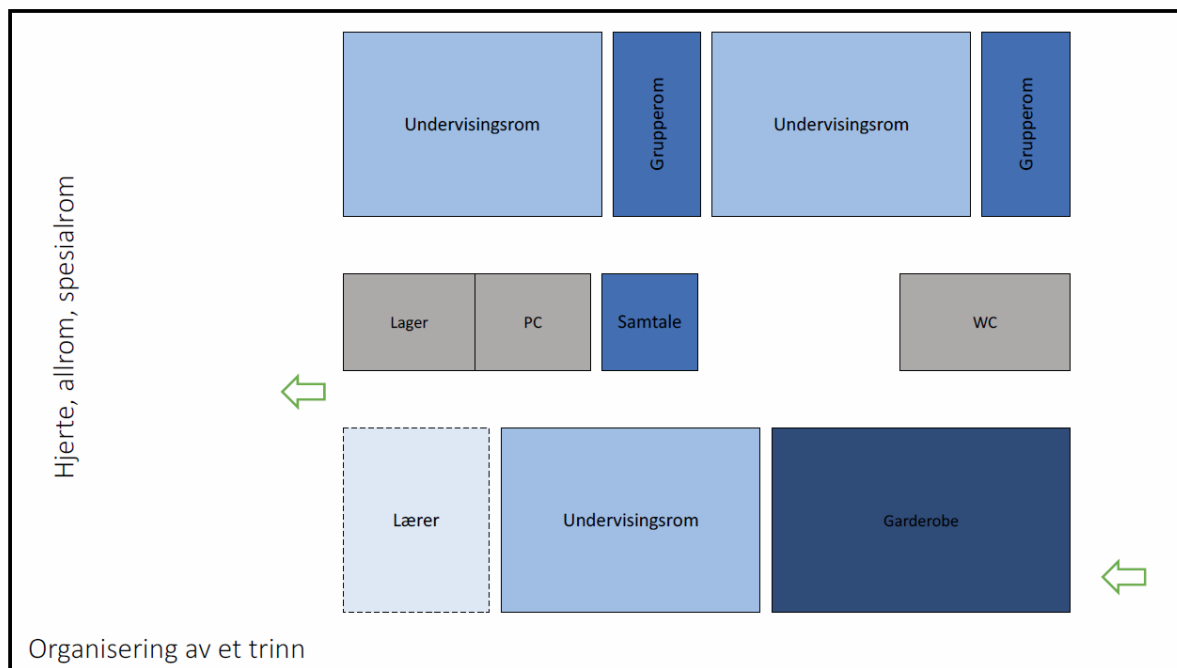 Undervisingsrom
Grupperom
Undervisingsrom
Grupperom
Hjerte, allrom, spesialrom
Lager
PC
Samtale
WC
Lærer
Undervisingsrom
Garderobe
Organisering av et trinn